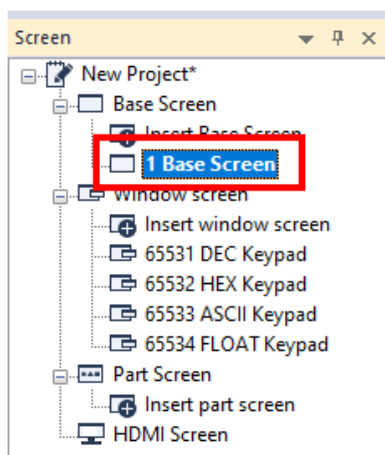 Screen
New Project*
Base Screen
Insert Base Screen
1 Base Screen
Window screen
Insert window screen
65531 DEC Keypad
65532 HEX Keypad
65533 ASCII Keypad
65534 FLOAT Keypad
Part Screen
Insert part screen
HDMI Screen